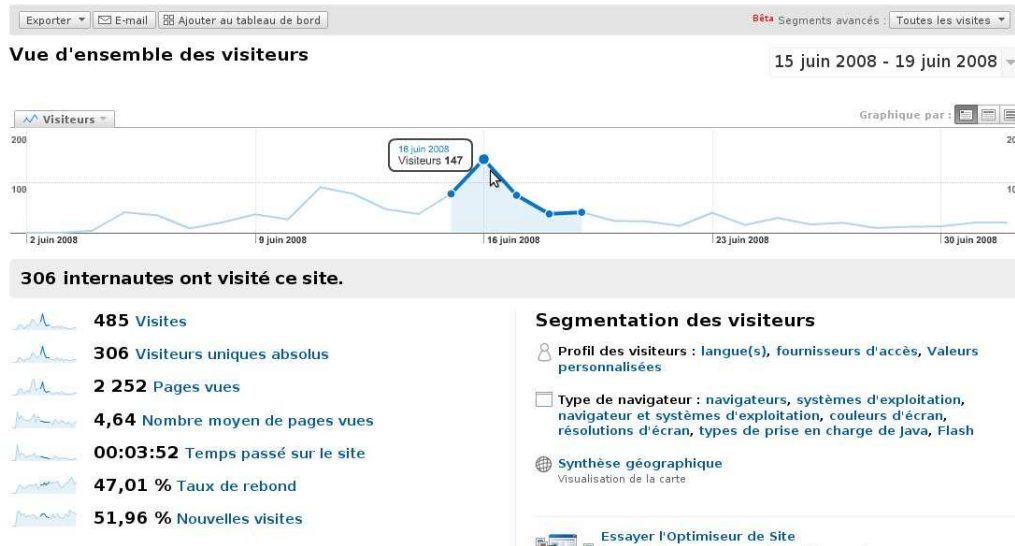 Exporter E-mail Ajouter au tableau de bord Bêta Segments avancés : Toutes les visites
Vue d'ensemble des visiteurs
15 juin 2008 - 19 juin 2008
Visiteurs
Graphique par :
200
16 juin 2008
Visiteurs 147
100
2 juin 2008 9 juin 2008 16 juin 2008 23 juin 2008 30 juin 2008
306 internautes ont visité ce site.
485 Visites
306 Visiteurs uniques absolus
2 252 Pages vues
4,64 Nombre moyen de pages vues
00:03:52 Temps passé sur le site
47,01 % Taux de rebond
51,96 % Nouvelles visites
Segmentation des visiteurs
Profil des visiteurs : langue(s), fournisseurs d'accès, Valeurs
personnalisées
Type de navigateur : navigateurs, systèmes d'exploitation,
navigateur et systèmes d'exploitation, couleurs d'écran,
résolutions d'écran, types de prise en charge de Java, Flash
Synthèse géographique
Visualisation de la carte
Essayer l'Optimiseur de Site